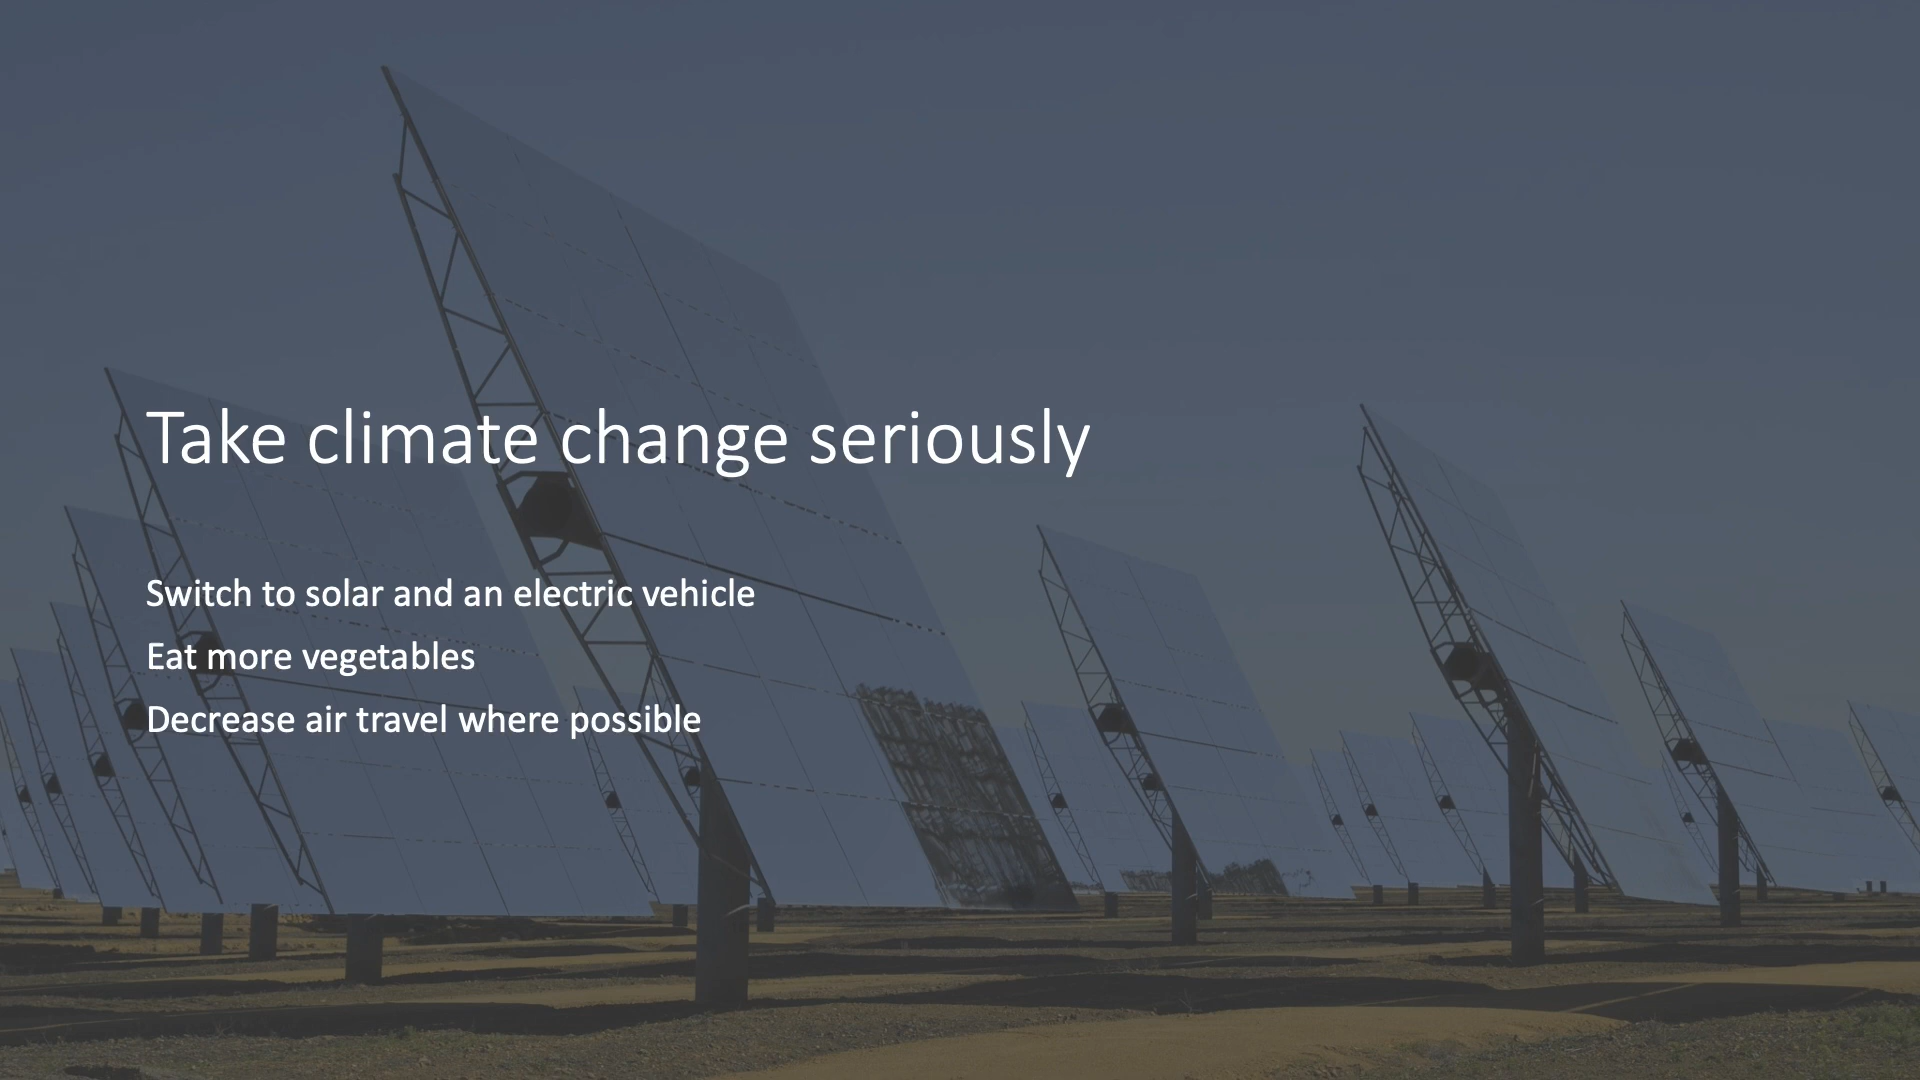 Take climate change seriously
Switch to solar and an electric vehicle
Eat more vegetables
Decrease air travel where possible